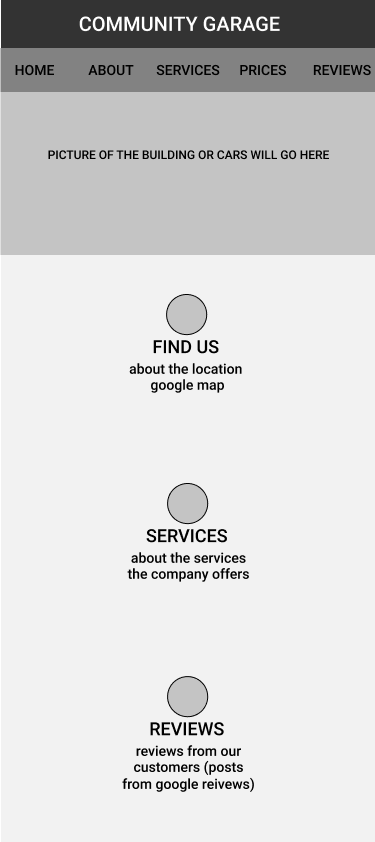 COMMUNITY GARAGE
HOME ABOUT SERVICES PRICES REVIEWS
PICTURE OF THE BUILDING OR CARS WILL GO HERE
FIND US
about the location
google map
SERVICES
about the services
the company offers
REVIEWS
reviews from our
customers (posts
from google reivews)